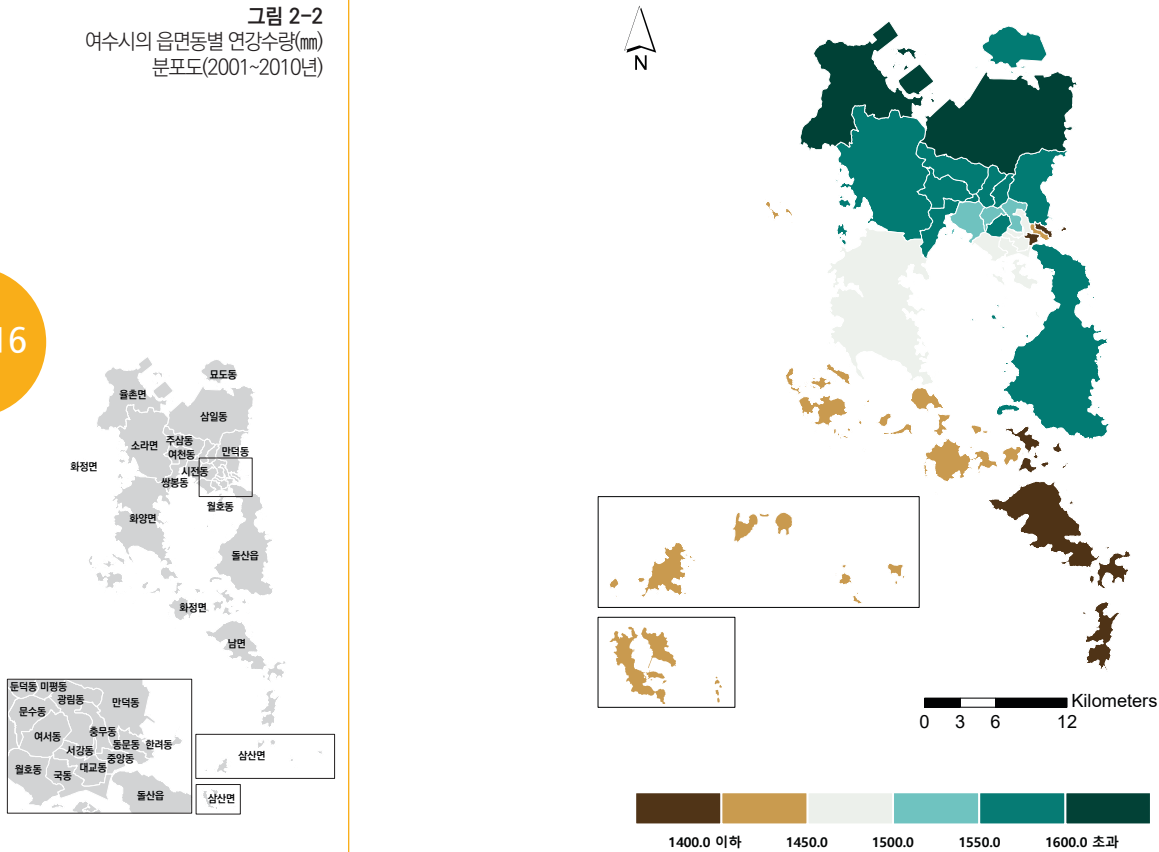 그림 2-2
여수시의 읍면동별 연강수량(㎜)
분포도(2001~2010년)
N
16
묘도동
율촌면
삼일동
소라면
주삼동
여천동
만덕동
화정면
시전동
쌍봉동
월호동
화양면
돌산읍
화정면
남면
둔덕동 미평동
광림동
만덕동
문수동
여서동
충무동
동문동
한려동
서강동
중앙동
월호동
국동
대교동
돌산읍
삼산면
삼산면
Kilometers
0 3 6 12
1400.0 이하 1450.0 1500.0 1550.0 1600.0 초과